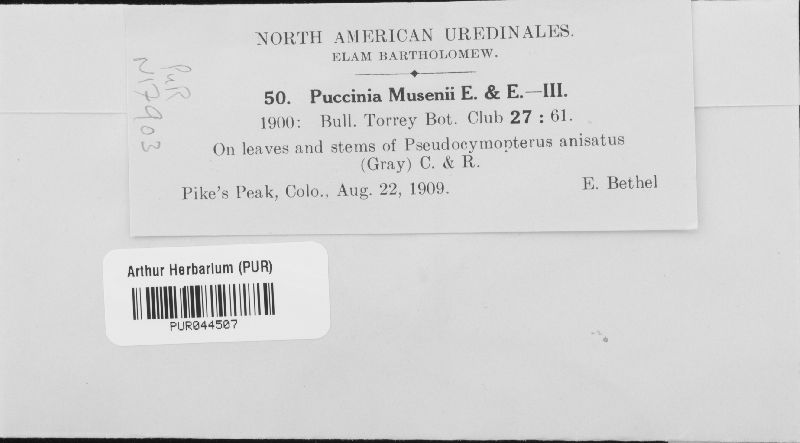 NORTH AMERICAN UREDINALES.
ELAM BARTHOLOMEW.
50. Puccinia Musenii E. & E.—III.
1900: Bull. Torrey Bot. Club 27 : 61.
On leaves and stems of Pseudocymopterus anisatus
(Gray) C. & R.
Pike's Peak, Colo., Aug. 22, 1909.
E. Bethel
PUR
N17903
Arthur Herbarium (PUR)
PUR044507